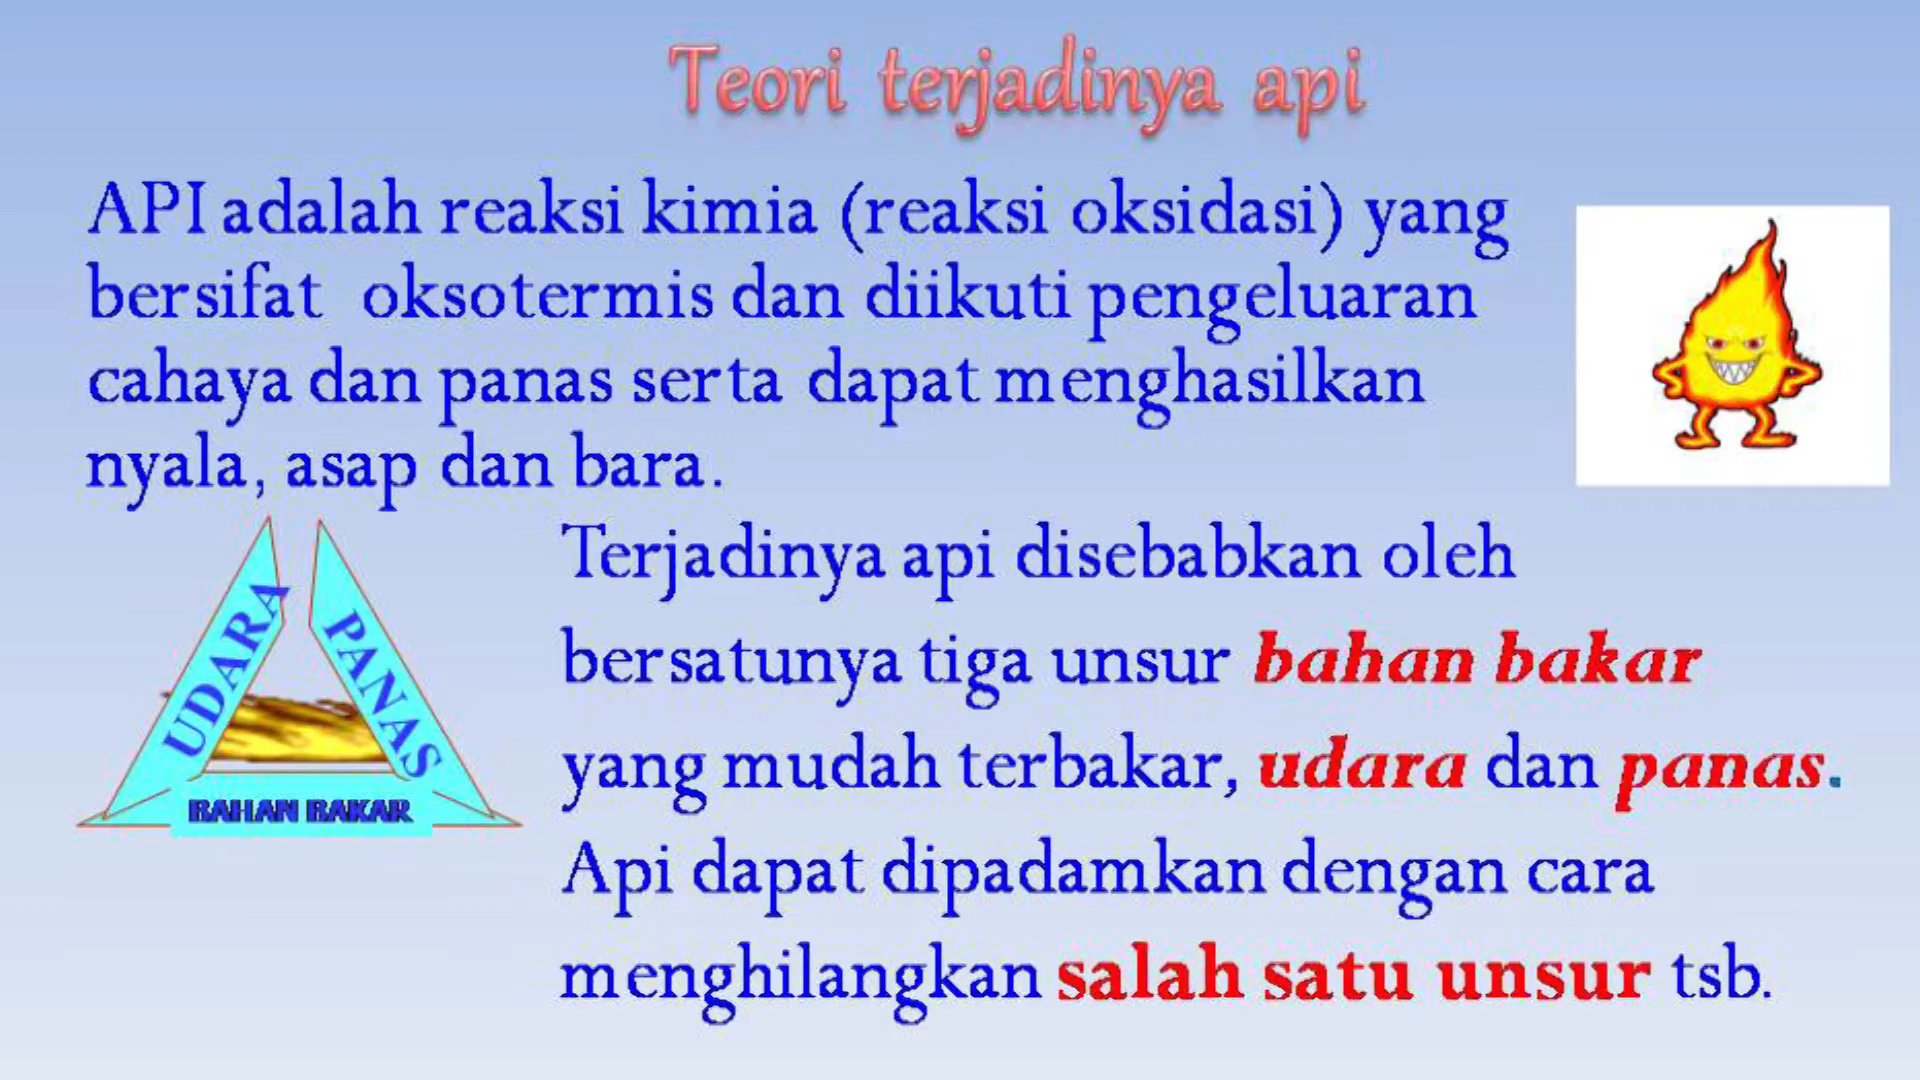 Teori terjadinya api
API adalah reaksi kimia (reaksi oksidasi) yang
bersifat oksotermis dan diikuti pengeluaran
cahaya dan panas serta dapat menghasilkan
nyala, asap dan bara.
UDARA
PANAS
BAHAN BAKAR
Terjadinya api disebabkan oleh
bersatunya tiga unsur bahan bakar
yang mudah terbakar, udara dan panas.
Api dapat dipadamkan dengan cara
menghilangkan salah satu unsur tsb.